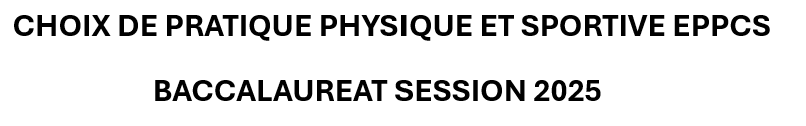 CHOIX DE PRATIQUE PHYSIQUE ET SPORTIVE EPPCS
BACCALAUREAT SESSION 2025